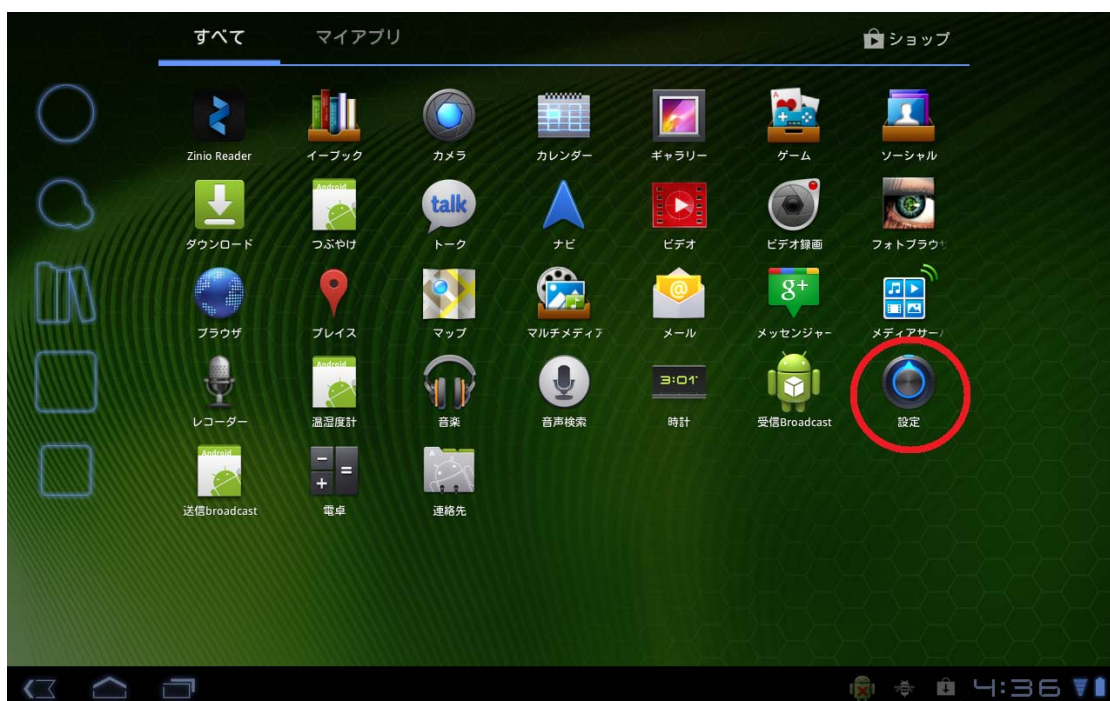 すべて マイアプリ ショップ
Zinio Reader イーブック カメラ カレンダー ギャラリー ゲーム ソーシャル
Android
talk
ダウンロード つぶやけ トーク ナビ ビデオ ビデオ録画 フォトブラウ
g+
ブラウザ プレイス マップ マルチメディア メール メッセンジャー メディアサー
Android 3:01
レコーダー 温湿度計 音楽 音声検索 時計 受信Broadcast 設定
Android
送信broadcast 電卓 連絡先
4:36